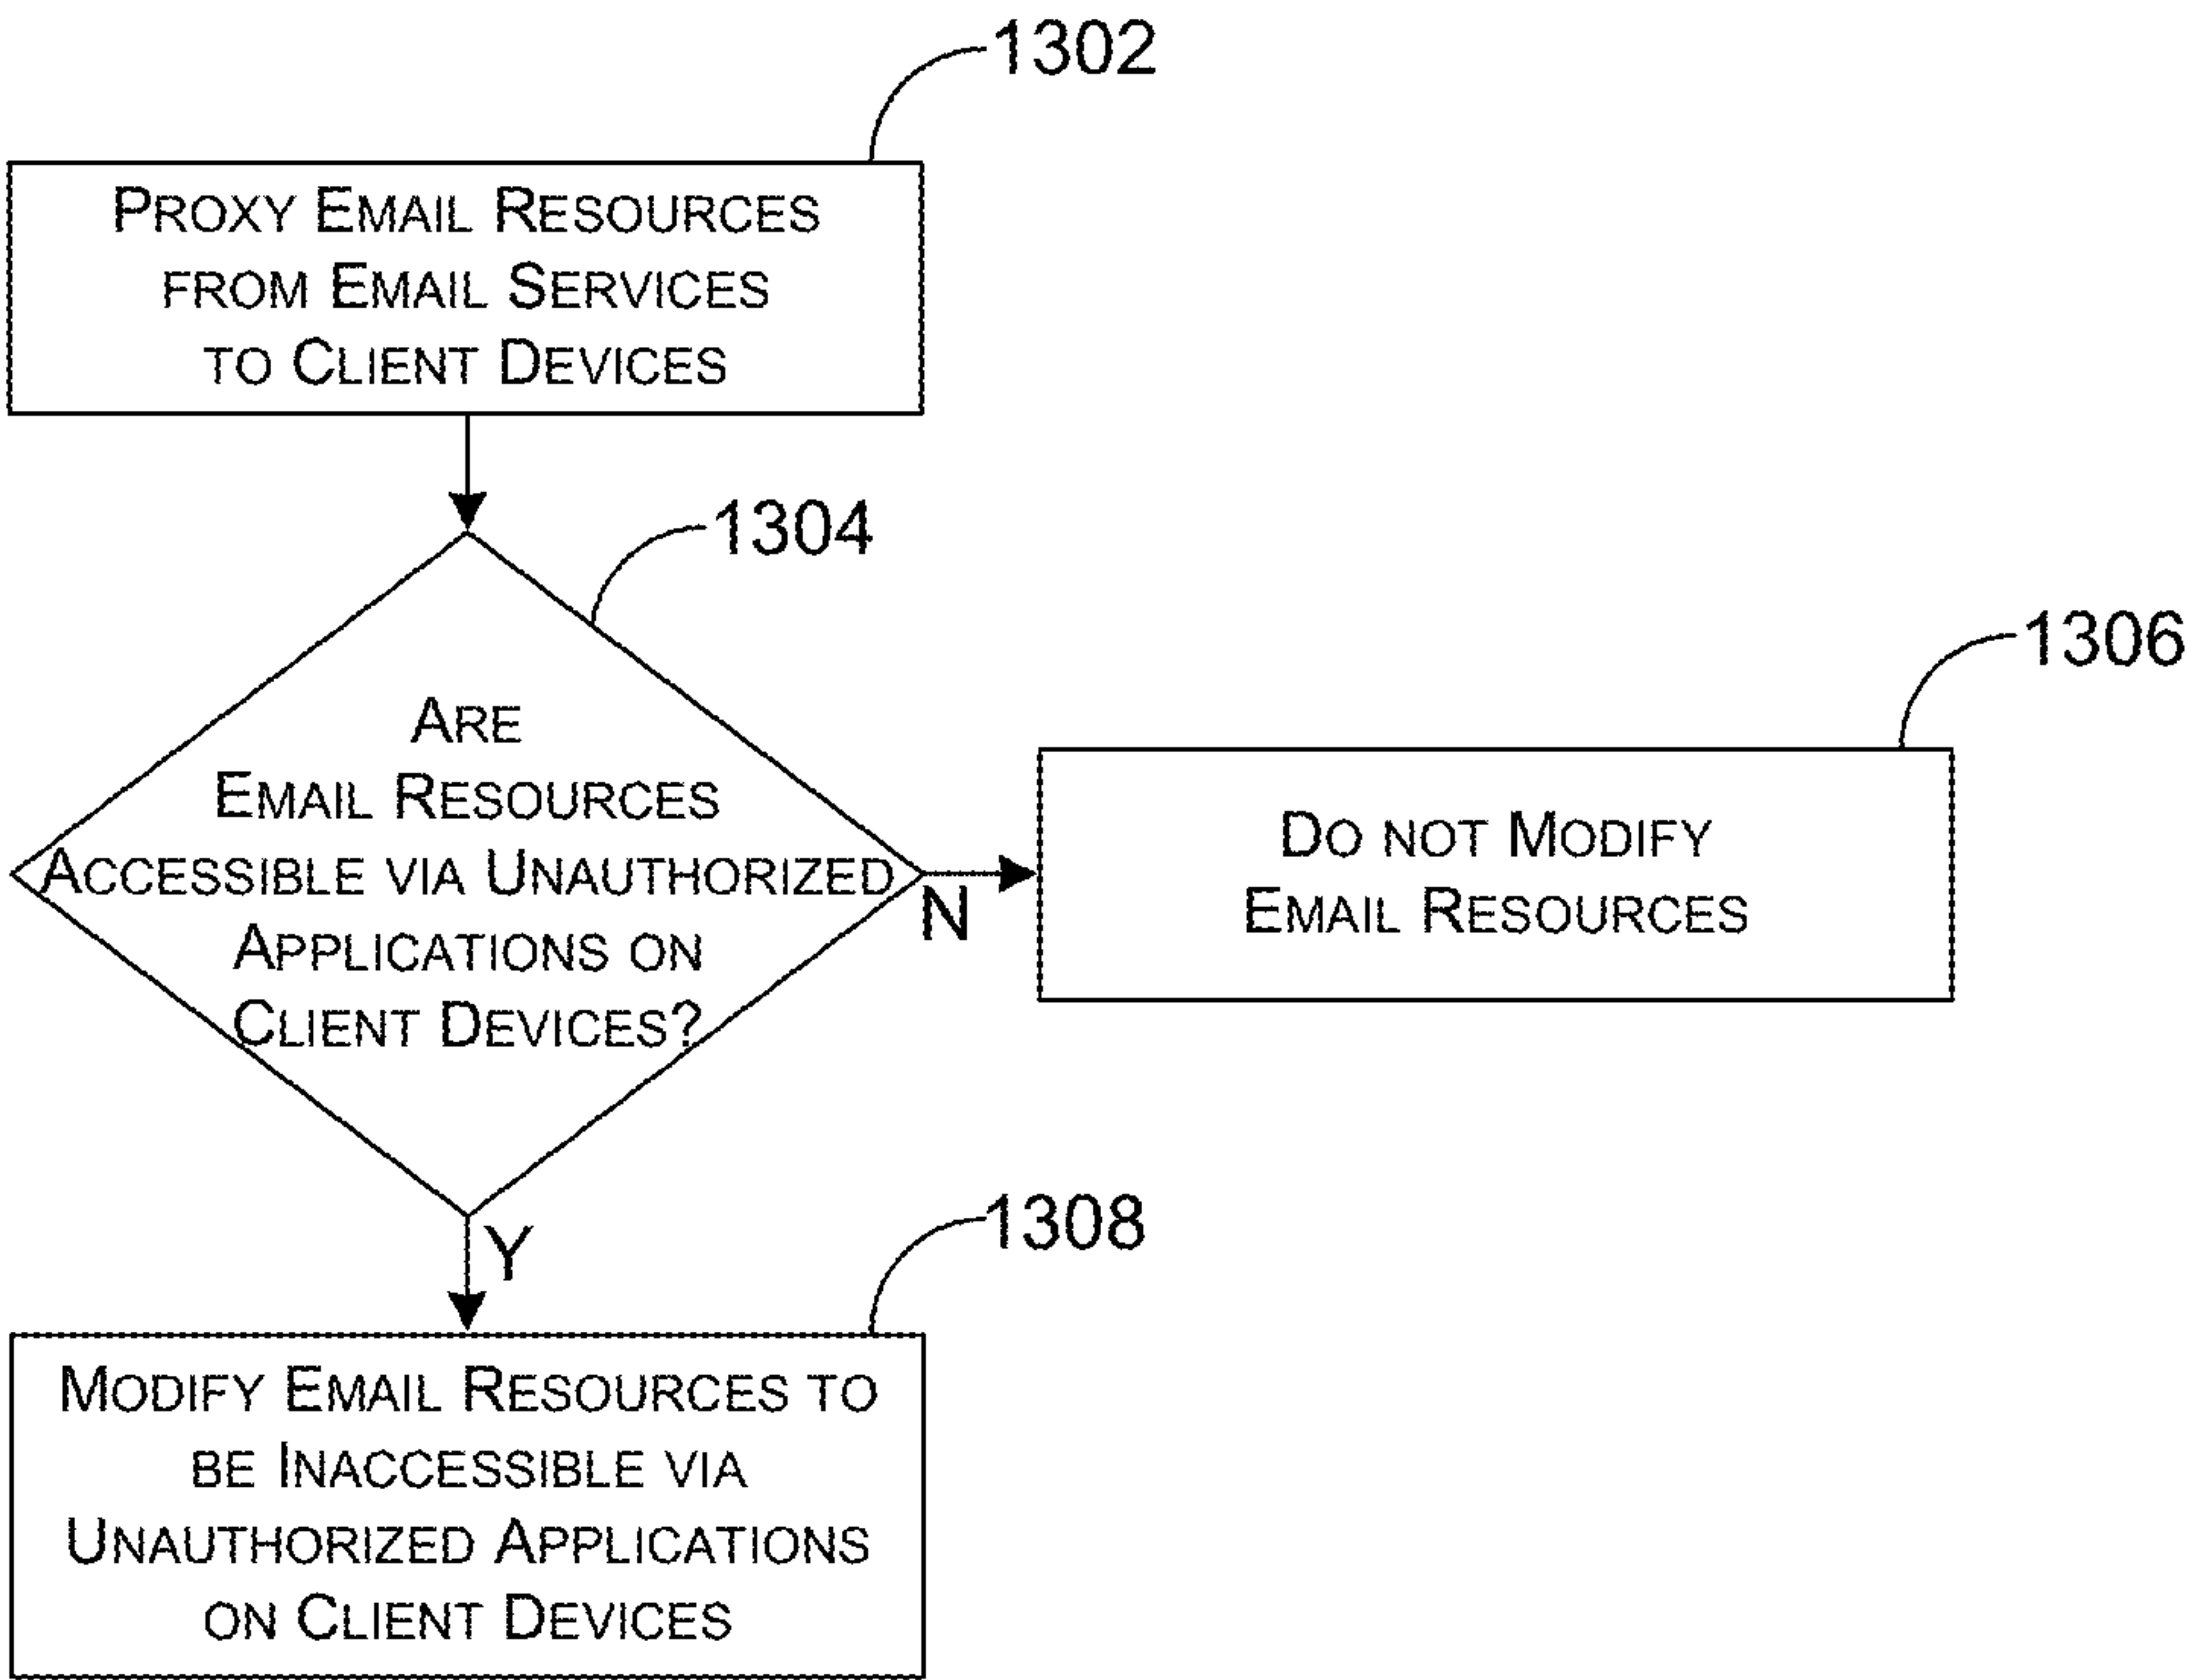 1302
PROXY EMAIL RESOURCES
FROM EMAIL SERVICES
TO CLIENT DEVICES
1304
ARE
EMAIL RESOURCES
ACCESSIBLE VIA UNAUTHORIZED
APPLICATIONS ON
CLIENT DEVICES?
N
1306
DO NOT MODIFY
EMAIL RESOURCES
Y
1308
MODIFY EMAIL RESOURCES TO
BE INACCESSIBLE VIA
UNAUTHORIZED APPLICATIONS
ON CLIENT DEVICES